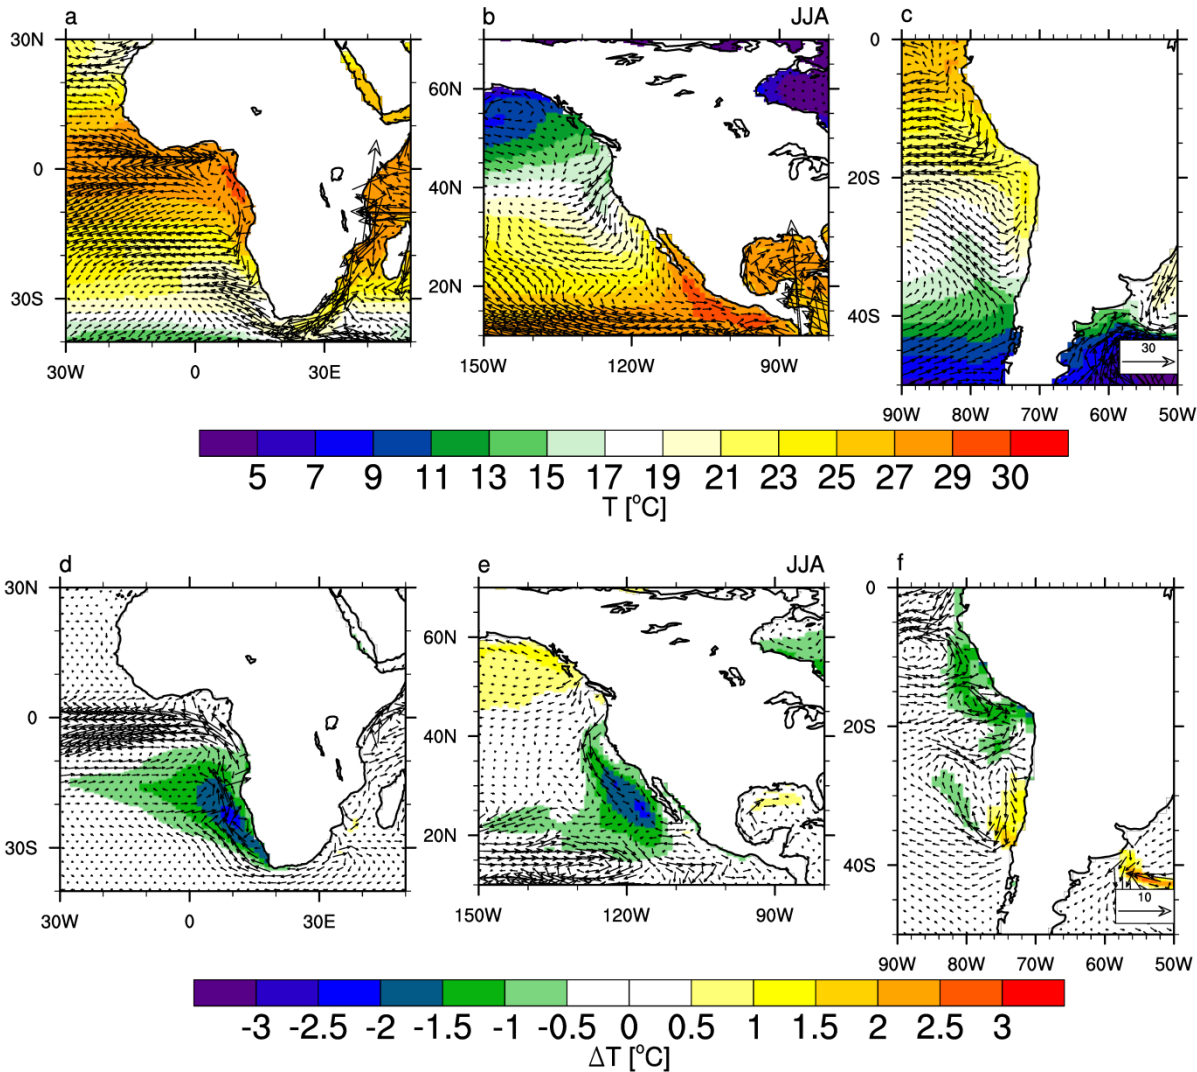 a b JJA c
30N
0
30S
30W 0 30E
60N
40N
20N
150W 120W 90W
0
20S
40S
30
90W 80W 70W 60W 50W
5 7 9 11 13 15 17 19 21 23 25 27 29 30
T [°C]
d e JJA f
30N
0
30S
30W 0 30E
60N
40N
20N
150W 120W 90W
0
20S
40S
10
90W 80W 70W 60W 50W
-3 -2.5 -2 -1.5 -1 -0.5 0 0.5 1 1.5 2 2.5 3
ΔT [°C]